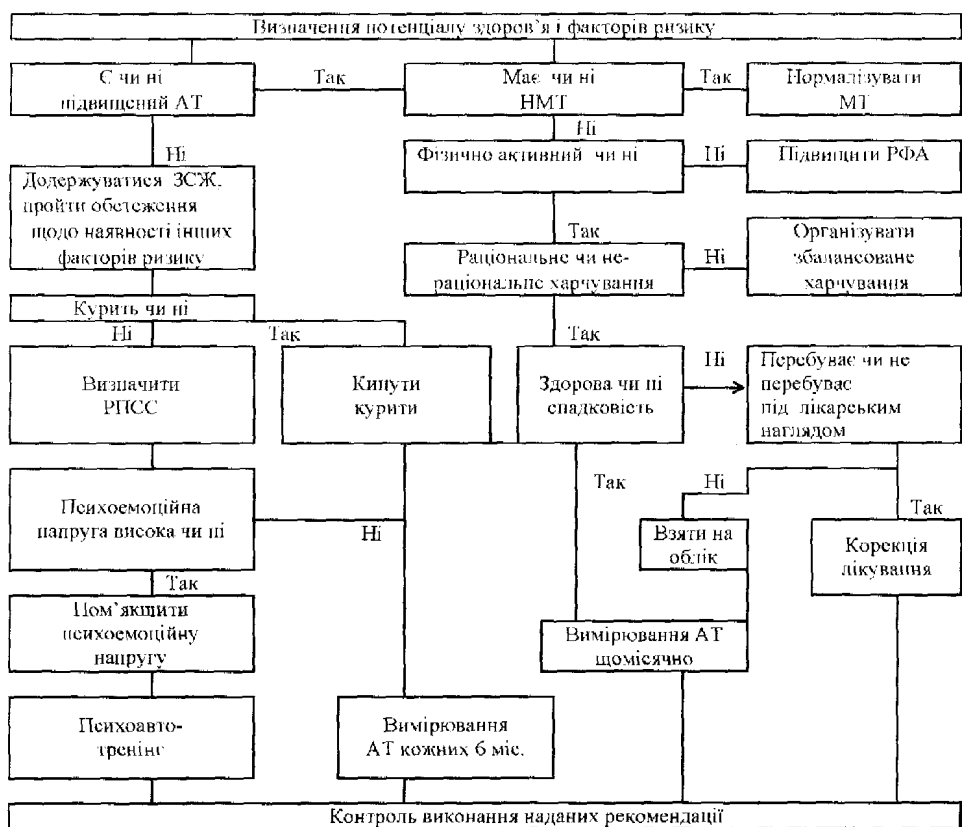 Визначення потенціалу здоров'я і факторів ризику
Є чи ні
підвищений АТ
Так
Має чи ні
НМТ
Так
Нормалізувати
МТ
Ні
Ні
Фізично активний чи ні
Ні
Підвищити РФА
Додержуватися ЗСЖ,
пройти обстеження
щодо наявності інших
факторів ризику
Так
Раціональне чи не-
раціональне харчування
Ні
Організувати
збалансоване
харчування
Курить чи ні
Ні
Так
Так
Визначити
РПСС
Кинути
курити
Здорова чи ні
спадковість
Ні
Перебуває чи не
перебуває
під лікарським
наглядом
Психоемоційна
напруга висока чи ні
Ні
Так
Ні
Так
Взяти на
облік
Корекція
лікування
Так
Пом'якшити
психоемоційну
напругу
Вимірювання АТ
щомісячно
Психоавто-
тренінг
Вимірювання
АТ кожних 6 міс.
Контроль виконання наданих рекомендації